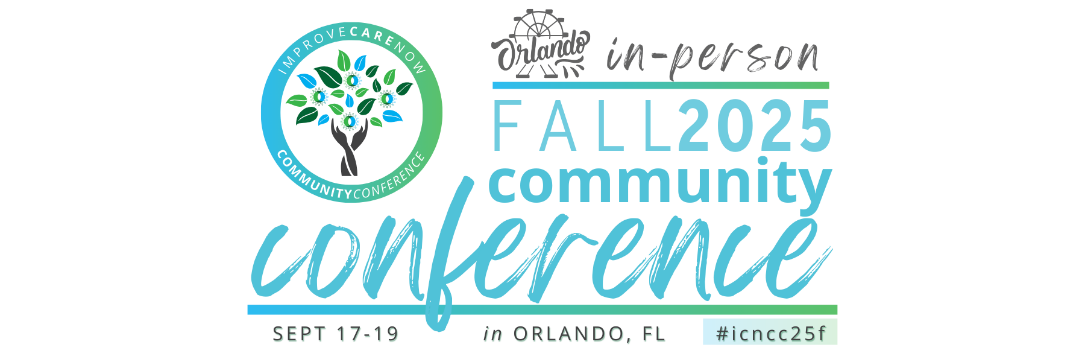 IMPROVECARENOW
COMMUNITYCONFERENCE
Orlando in-person
FALL2025
community
conference
SEPT 17-19 in ORLANDO, FL #icncc25f